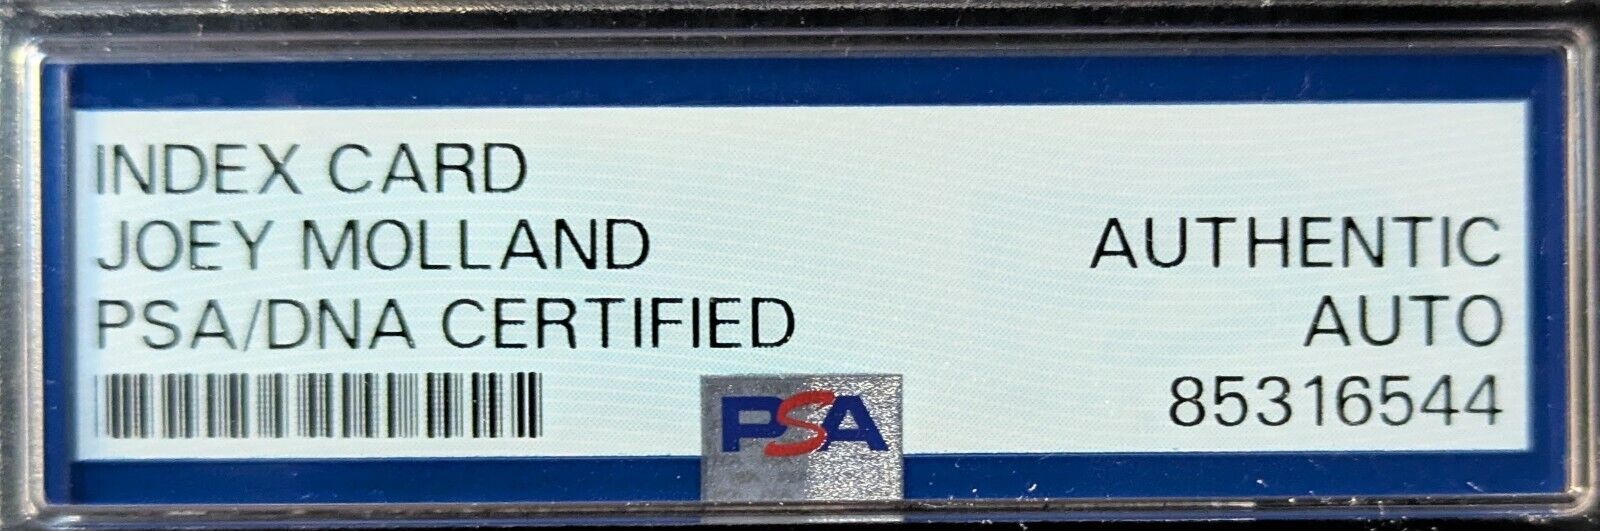 INDEX CARD
JOEY MOLLAND
PSA/DNA CERTIFIED
AUTHENTIC
AUTO
85316544
PSA